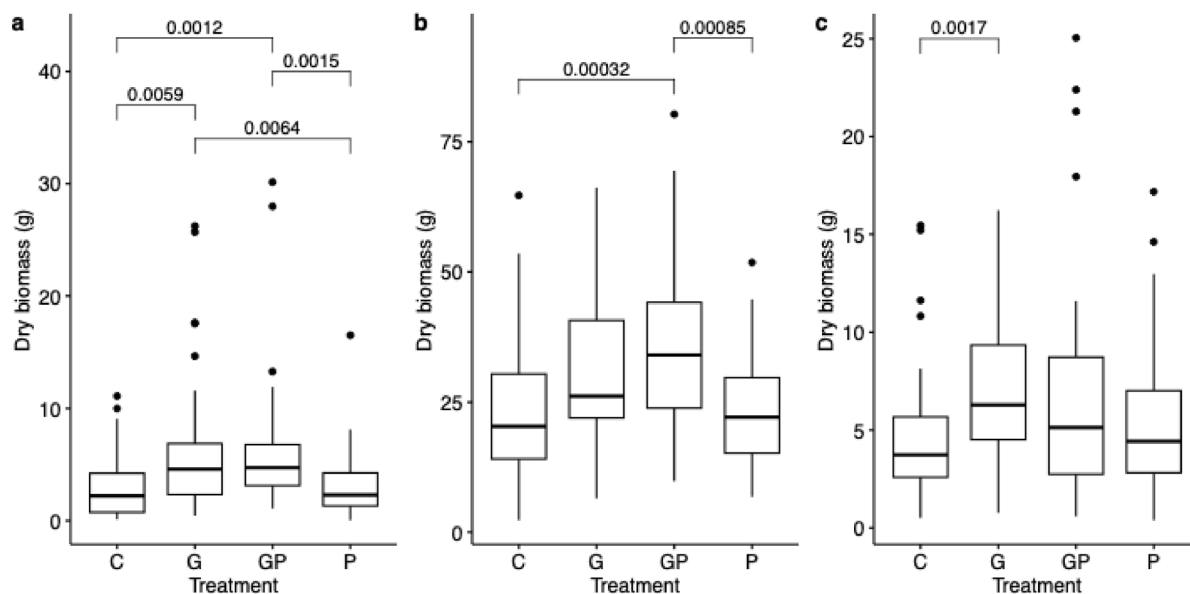 a
0.0012
0.0015
0.0059
0.0064
Dry biomass (g)
40
30
20
10
0
C G GP P
Treatment
b
0.00085
0.00032
Dry biomass (g)
75
50
25
0
C G GP P
Treatment
c
0.0017
Dry biomass (g)
25
20
15
10
5
0
C G GP P
Treatment